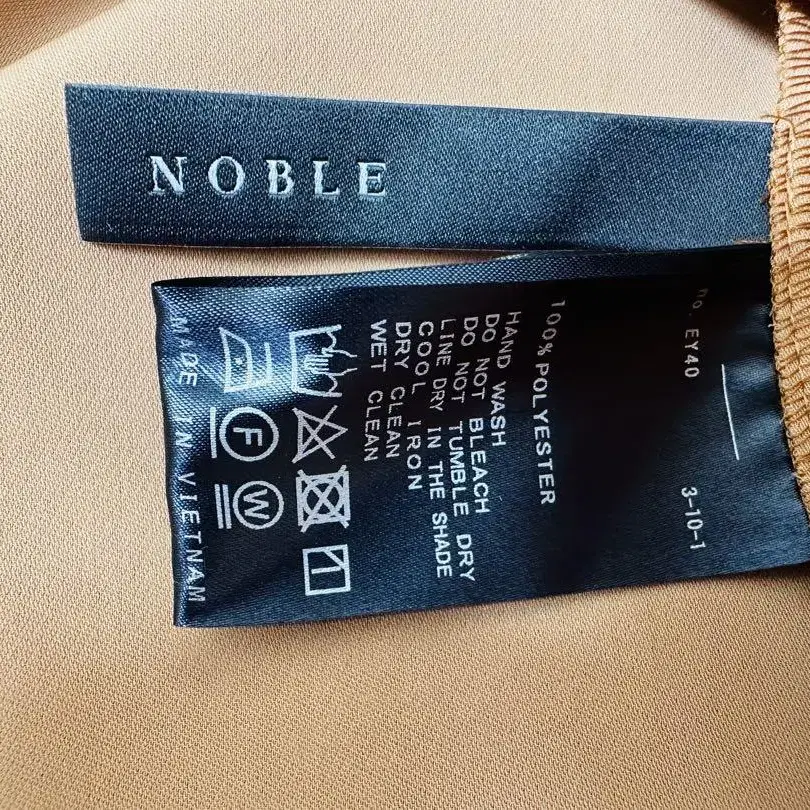 NOBLE
no. EY40
3-10-1
100% POLYESTER
HAND WASH
DO NOT BLEACH
DO NOT TUMBLE DRY
LINE DRY IN THE SHADE
COOL IRON
DRY CLEAN
WET CLEAN
F
W
MADE IN VIETNAM